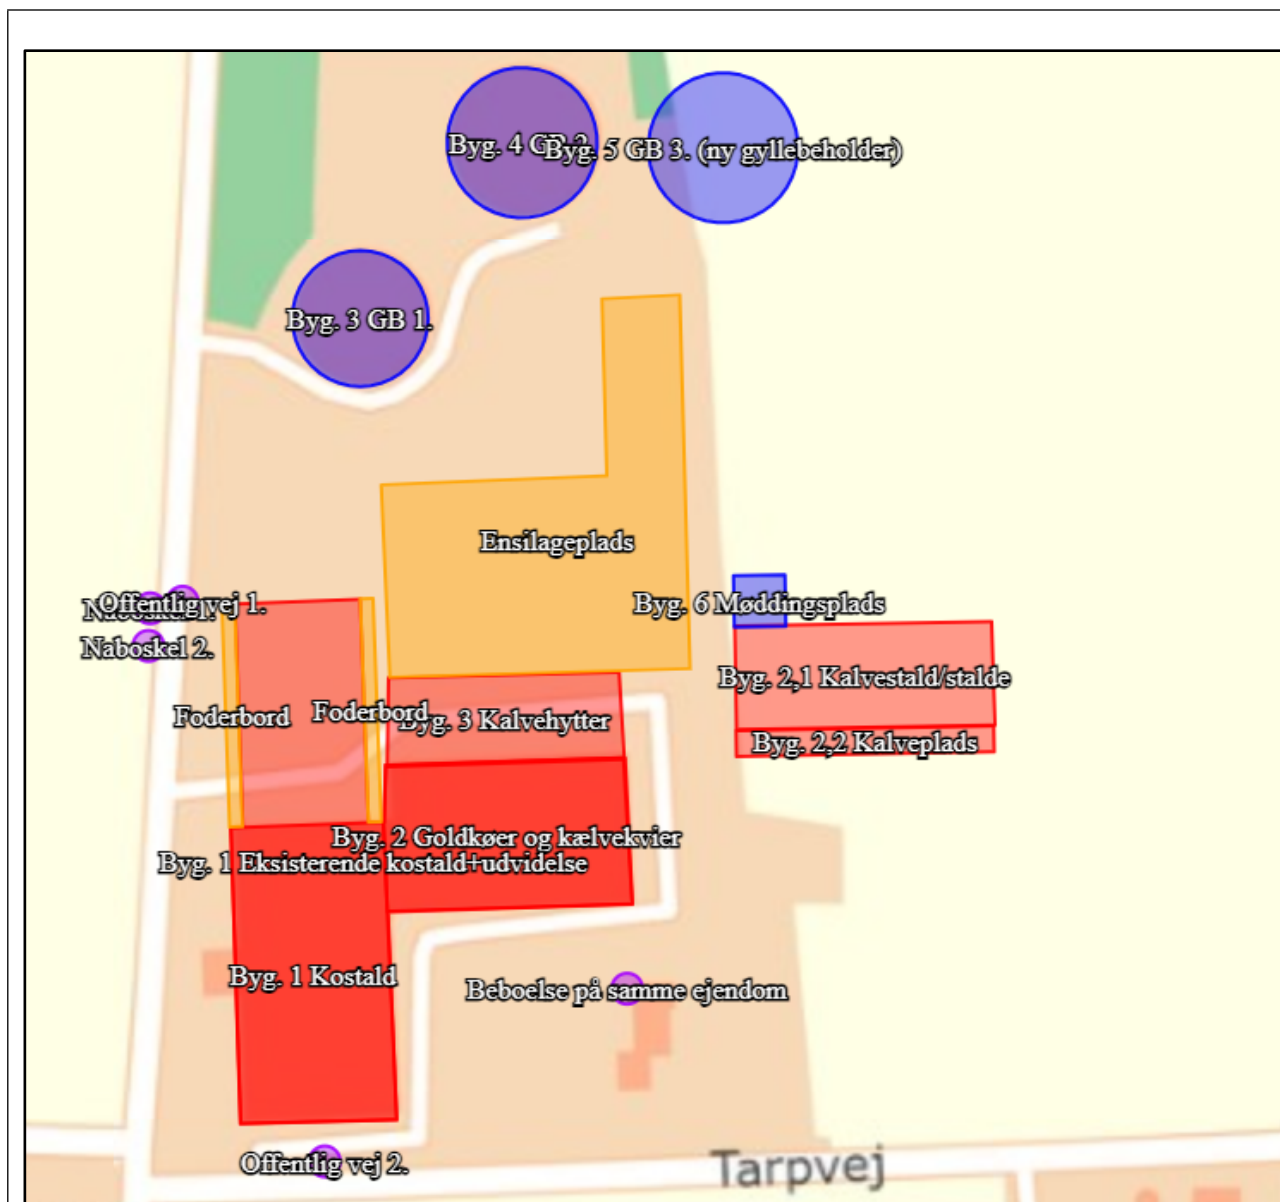 Byg. 4 GB 2.
Byg. 5 GB 3. (ny gyllebeholder)
Byg. 3 GB 1.
Ensilageplads
Offentlig vej 1.
Naboskel 1.
Byg. 6 Møddingsplads
Naboskel 2.
Byg. 2,1 Kalvestald/stalde
Foderbord
Foderbord
Byg. 3 Kalvehytter
Byg. 2,2 Kalveplads
Byg. 2 Goldkøer og kælvekvier
Byg. 1 Eksisterende kostald+udvidelse
Byg. 1 Kostald
Beboelse på samme ejendom
Offentlig vej 2.
Tarpvej